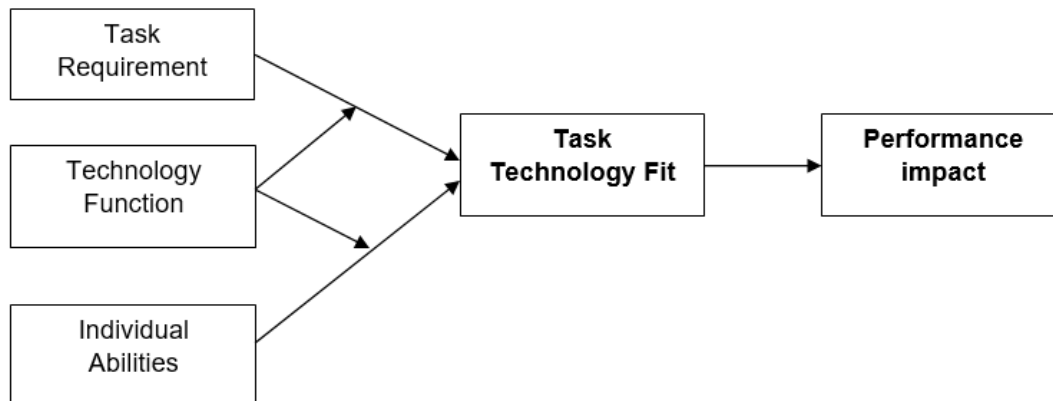 Task
Requirement
Technology
Function
Individual
Abilities
Task
Technology Fit
Performance
impact